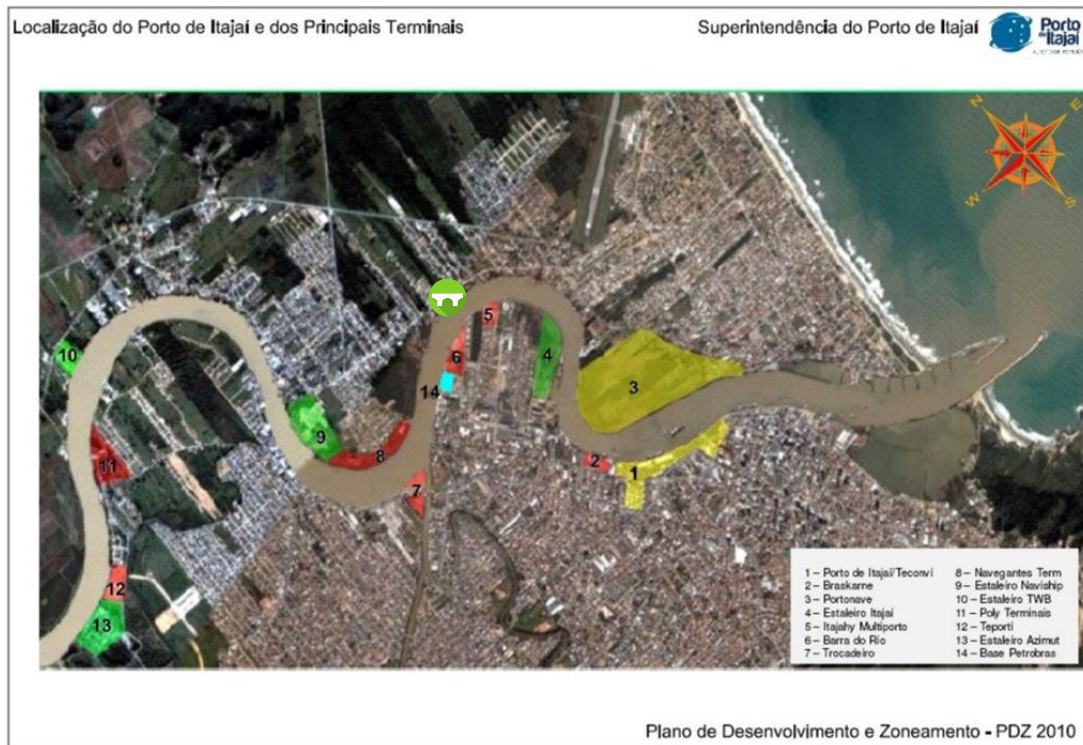 Localização do Porto de Itajaí e dos Principais Terminais
Superintendência do Porto de Itajaí
Porto
de Itajaí
N
E
W
S
6
10
5
6
4
14
3
9
8
11
7
2
1
12
13
1 – Porto de Itajaí/Teconvi
2 – Braskarne
3 – Portonave
4 – Estaleiro Itajaí
5 – Itajahy Multiporto
6 – Barra do Rio
7 – Trocadeiro
8 – Navegantes Term
9 – Estaleiro Naviship
10 – Estaleiro TWB
11 – Poly Terminais
12 – Teporti
13 – Estaleiro Azimut
14 – Base Petrobras
Plano de Desenvolvimento e Zoneamento - PDZ 2010